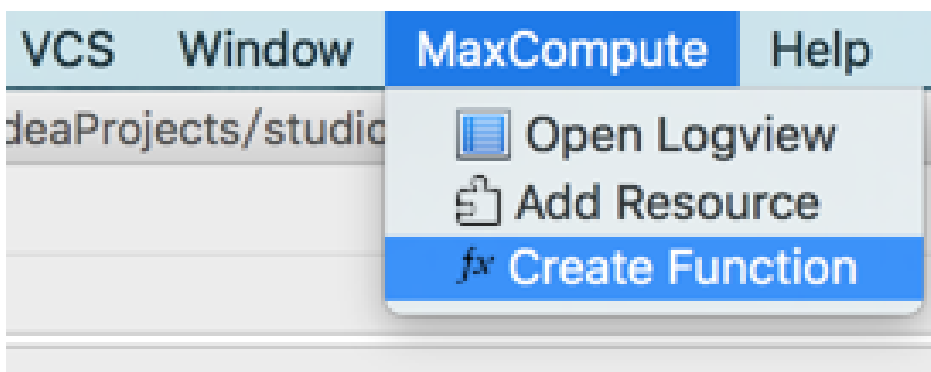 VCS Window MaxCompute Help
deaProjects/studio
Open Logview
Add Resource
fx Create Function